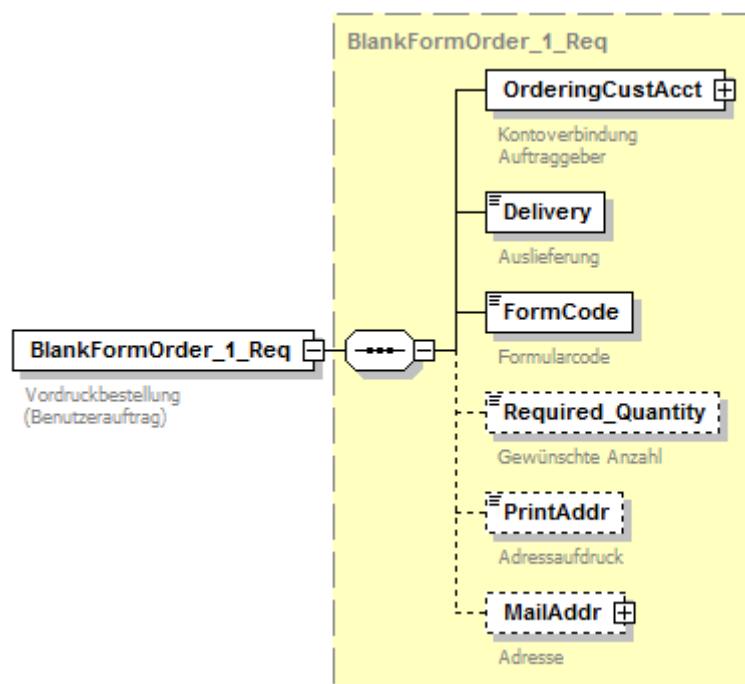 BlankFormOrder_1_Req
OrderingCustAcct
Kontoverbindung
Auftraggeber
Delivery
Auslieferung
FormCode
Formularcode
BlankFormOrder_1_Req
Vordruckbestellung
(Benutzerauftrag)
Required_Quantity
Gewünschte Anzahl
PrintAddr
Adressaufdruck
MailAddr
Adresse